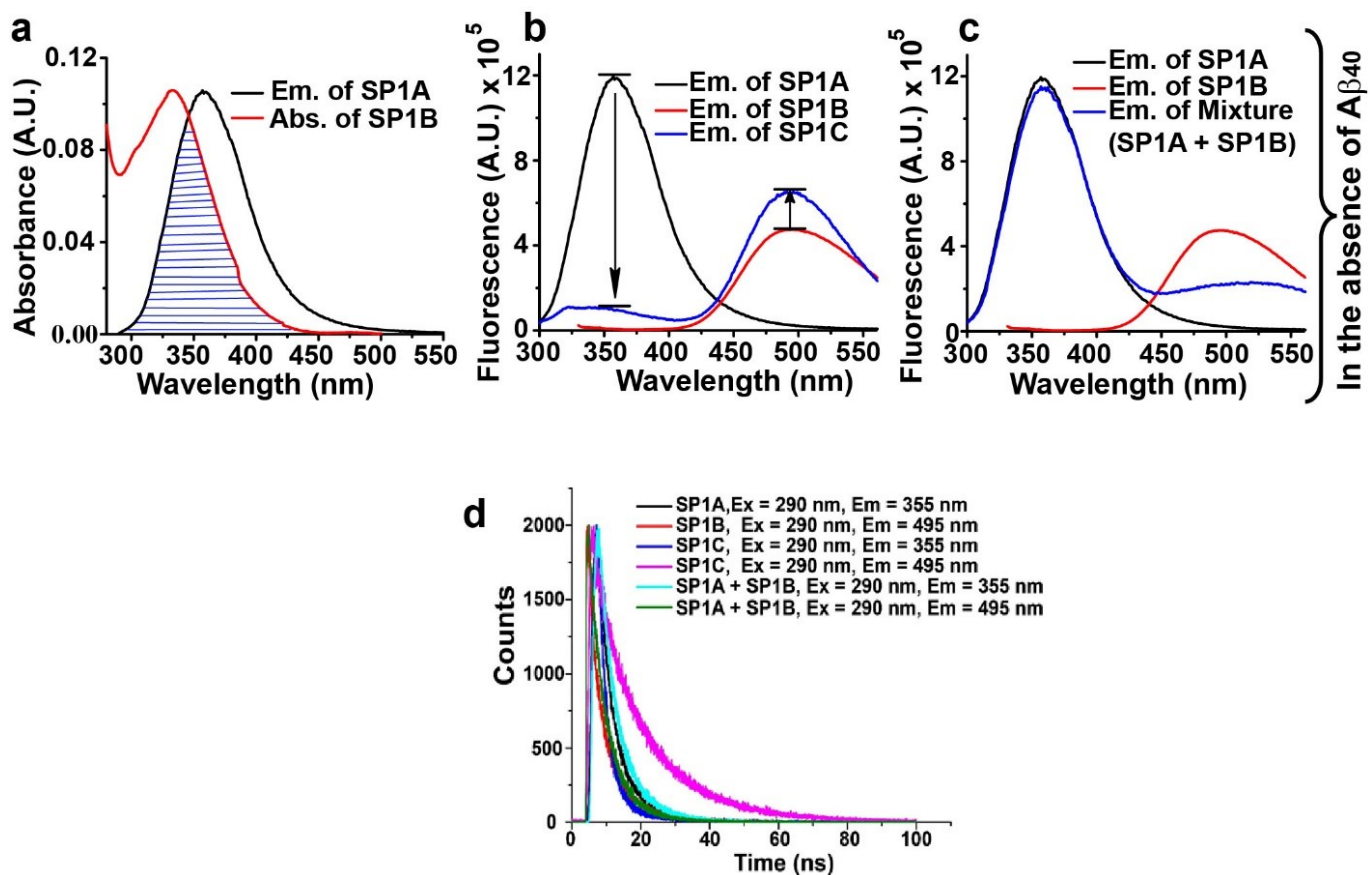 a
Absorbance (A.U.)
0.12
0.08
0.04
0.00
Em. of SP1A
Abs. of SP1B
300 350 400 450 500 550
Wavelength (nm)
b
Fluorescence (A.U.) x 10⁵
12
8
4
0
Em. of SP1A
Em. of SP1B
Em. of SP1C
300 350 400 450 500 550
Wavelength (nm)
c
Fluorescence (A.U.) x 10⁵
12
8
4
0
Em. of SP1A
Em. of SP1B
Em. of Mixture
(SP1A + SP1B)
300 350 400 450 500 550
Wavelength (nm)
In the absence of Aβ40
d
Counts
2000
1500
1000
500
0
SP1A,Ex = 290 nm, Em = 355 nm
SP1B, Ex = 290 nm, Em = 495 nm
SP1C, Ex = 290 nm, Em = 355 nm
SP1C, Ex = 290 nm, Em = 495 nm
SP1A + SP1B, Ex = 290 nm, Em = 355 nm
SP1A + SP1B, Ex = 290 nm, Em = 495 nm
0 20 40 60 80 100
Time (ns)